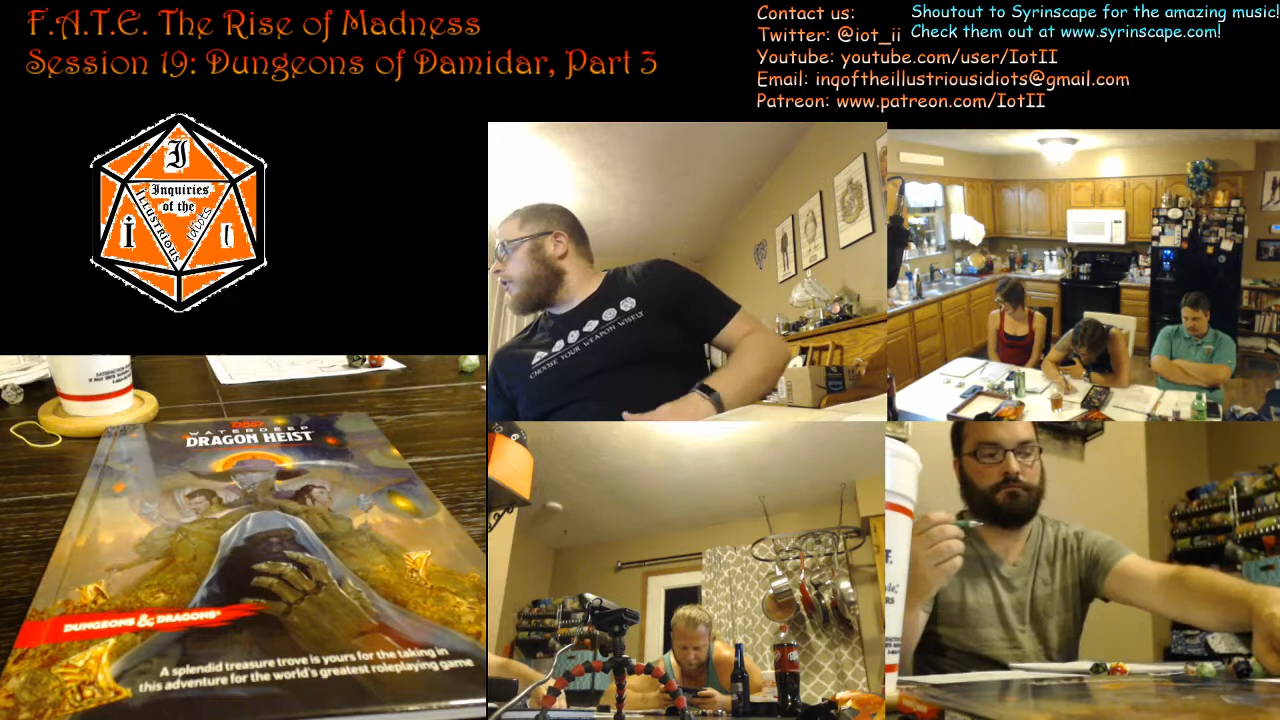 F.A.T.E. The Rise of Madness
Session 19: Dungeons of Damidar, Part 3
Contact us:
Twitter: @iot_ii
Youtube: youtube.com/user/IotII
Email: inqoftheillustriousidiots@gmail.com
Patreon: www.patreon.com/IotII
Shoutout to Syrinscape for the amazing music!
Check them out at www.syrinscape.com!
I
Inquiries
of the
ILLUSTRIOUS
idiots
i
I
CHOOSE YOUR WEAPON WISELY
WATERDEEP
DRAGON HEIST
DUNGEONS & DRAGONS
A splendid treasure trove is yours for the taking in
this adventure for the world's greatest roleplaying game